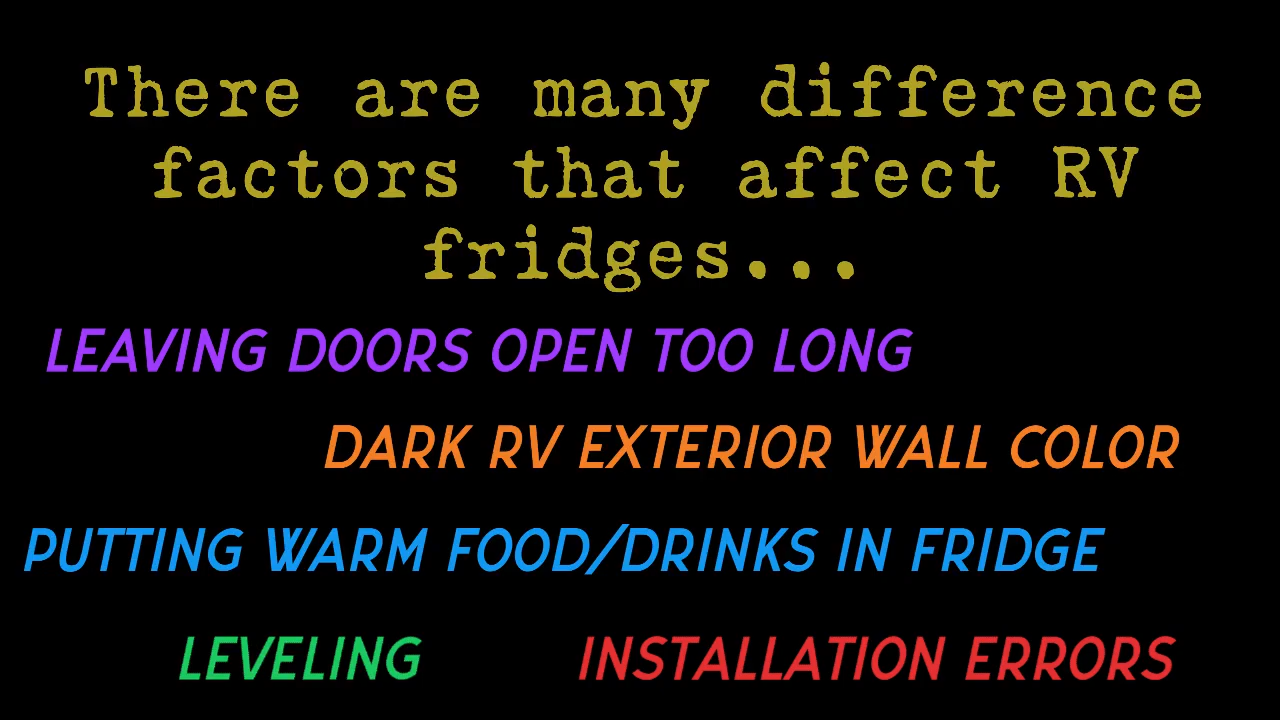 There are many difference
factors that affect RV
fridges...
LEAVING DOORS OPEN TOO LONG
DARK RV EXTERIOR WALL COLOR
PUTTING WARM FOOD/DRINKS IN FRIDGE
LEVELING INSTALLATION ERRORS